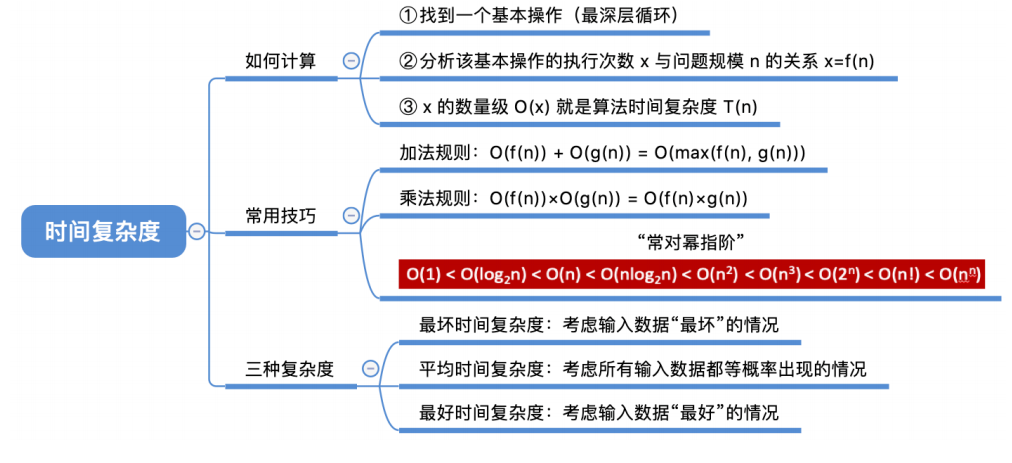 时间复杂度
如何计算
①找到一个基本操作（最深层循环）
②分析该基本操作的执行次数 x 与问题规模 n 的关系 x=f(n)
③ x 的数量级 O(x) 就是算法时间复杂度 T(n)
常用技巧
加法规则：O(f(n)) + O(g(n)) = O(max(f(n), g(n)))
乘法规则：O(f(n))×O(g(n)) = O(f(n)×g(n))
“常对幂指阶”
O(1) < O(log₂n) < O(n) < O(nlog₂n) < O(n²) < O(n³) < O(2ⁿ) < O(n!) < O(nⁿ)
三种复杂度
最坏时间复杂度：考虑输入数据“最坏”的情况
平均时间复杂度：考虑所有输入数据都等概率出现的情况
最好时间复杂度：考虑输入数据“最好”的情况